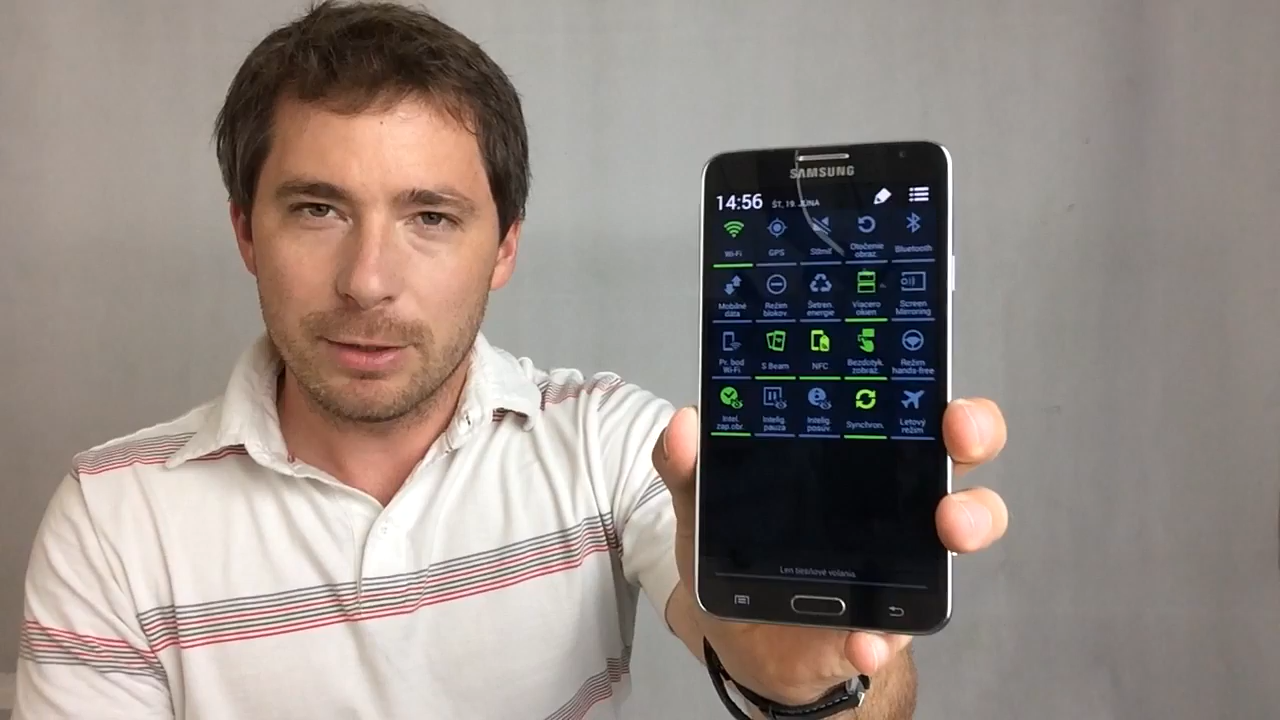 SAMSUNG
14:56 ŠT, 19. JÚNA
Wi-Fi GPS Stlmiť Otočenie obraz. Bluetooth
Mobilné dáta Režim blokov. Šetren. energie Viacero okien Screen Mirroring
Pr. bod Wi-Fi S Beam NFC Bezdotyk. zobraz. Režim hands-free
Intel. zap.obr. Intelig. pauza Intelig. posúv. Synchron. Letový režim
Len tiesňové volania